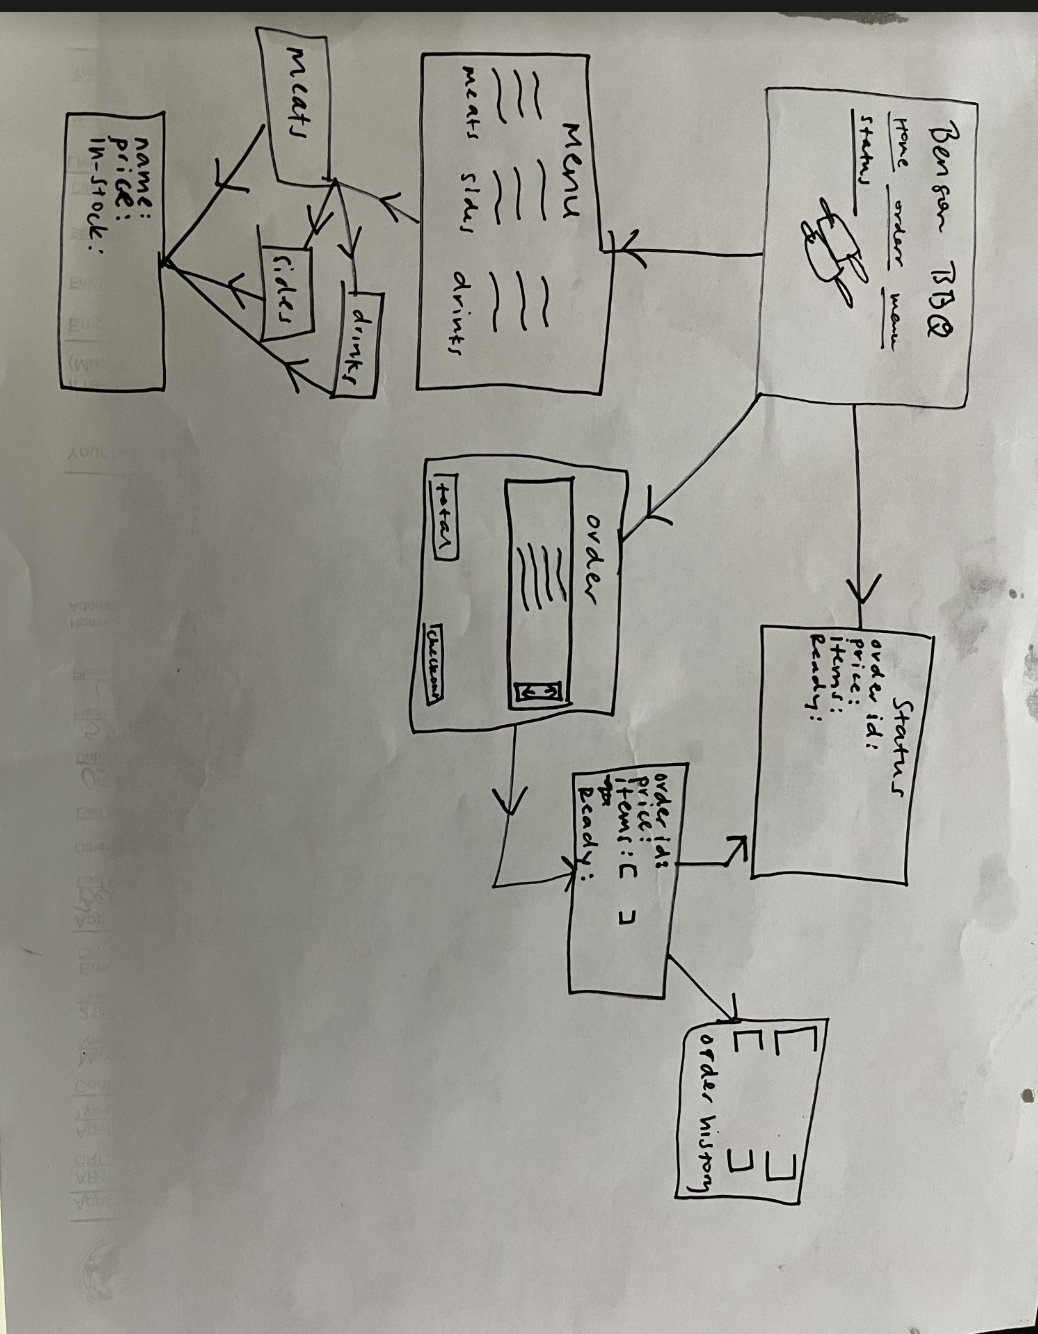 Benson BBQ
Home order menu
status
Menu
meats sides drinks
meats
sides
drinks
name:
price:
in-stock:
order
total
checkout
Status
order id:
price:
items:
Ready:
order id:
price:
items: [ ]
Ready:
[ ]
[ ]
order history